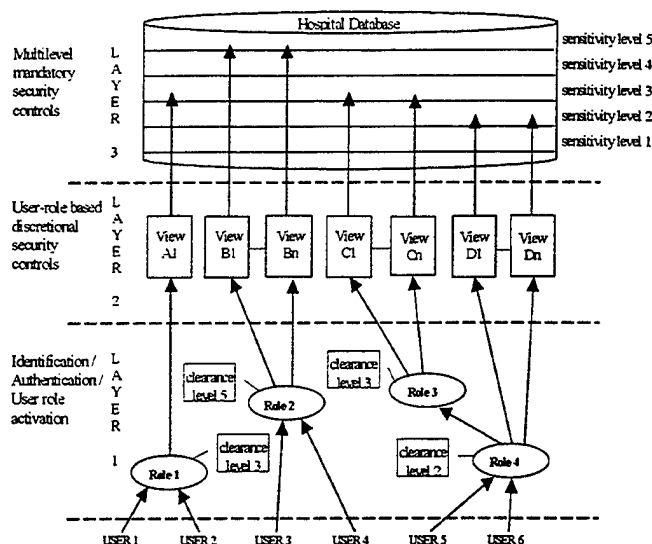 Hospital Database
sensitivity level 5
sensitivity level 4
sensitivity level 3
sensitivity level 2
sensitivity level 1
Multilevel
mandatory
security
controls
L
A
Y
E
R
3
User-role based
discretional
security
controls
L
A
Y
E
R
2
View
A1
View
B1
View
Bn
View
C1
View
Cn
View
D1
View
Dn
Identification /
Authentication /
User role
activation
L
A
Y
E
R
1
clearance
level 5
Role 2
clearance
level 3
Role 3
Role 1
clearance
level 3
clearance
level 2
Role 4
USER 1
USER 2
USER 3
USER 4
USER 5
USER 6